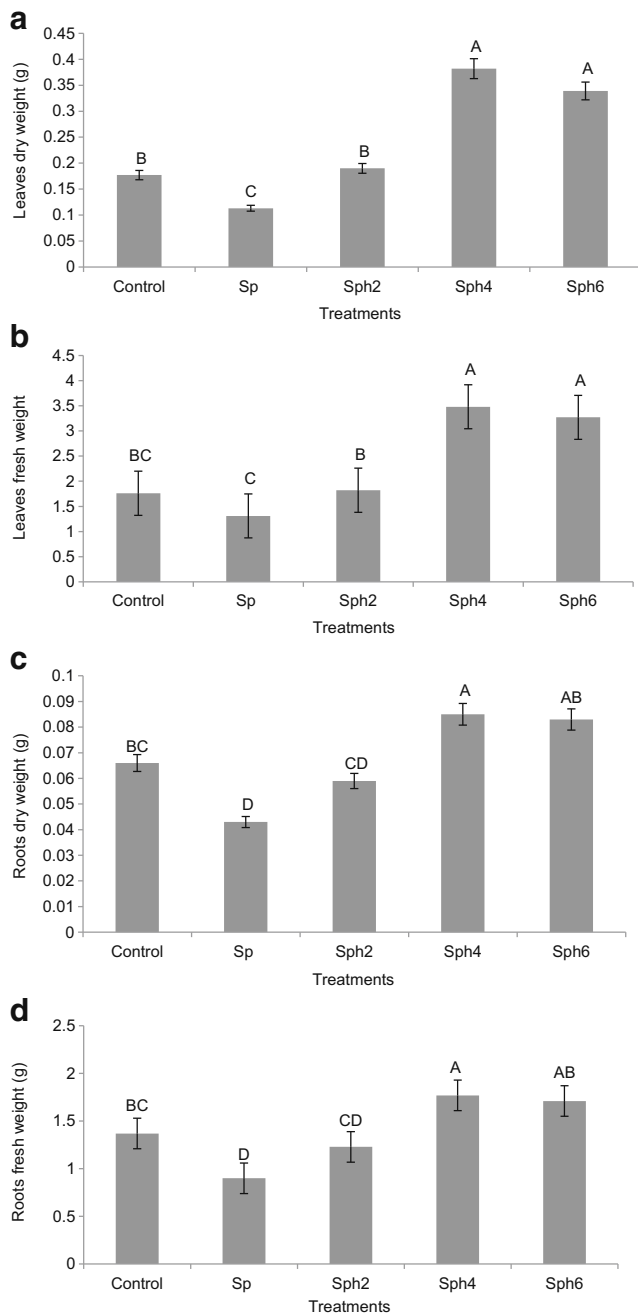 a
Leaves dry weight (g)
0.45
0.4
0.35
0.3
0.25
0.2
0.15
0.1
0.05
0
B
C
B
A
A
Control Sp Sph2 Sph4 Sph6
Treatments
b
Leaves fresh weight
4.5
4
3.5
3
2.5
2
1.5
1
0.5
0
BC
C
B
A
A
Control Sp Sph2 Sph4 Sph6
Treatments
c
Roots dry weight (g)
0.1
0.09
0.08
0.07
0.06
0.05
0.04
0.03
0.02
0.01
0
BC
D
CD
A
AB
Control Sp Sph2 Sph4 Sph6
Treatments
d
Roots fresh weight (g)
2.5
2
1.5
1
0.5
0
BC
D
CD
A
AB
Control Sp Sph2 Sph4 Sph6
Treatments